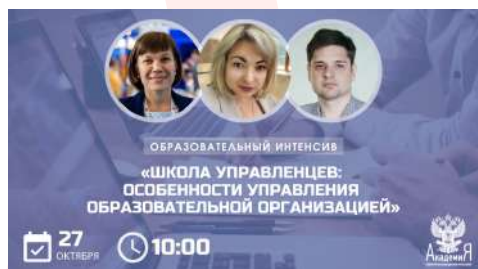 ОБРАЗОВАТЕЛЬНЫЙ ИНТЕНСИВ
«ШКОЛА УПРАВЛЕНЦЕВ:
ОСОБЕННОСТИ УПРАВЛЕНИЯ
ОБРАЗОВАТЕЛЬНОЙ ОРГАНИЗАЦИЕЙ»
27
ОКТЯБРЯ
10:00
АкадемиЯ